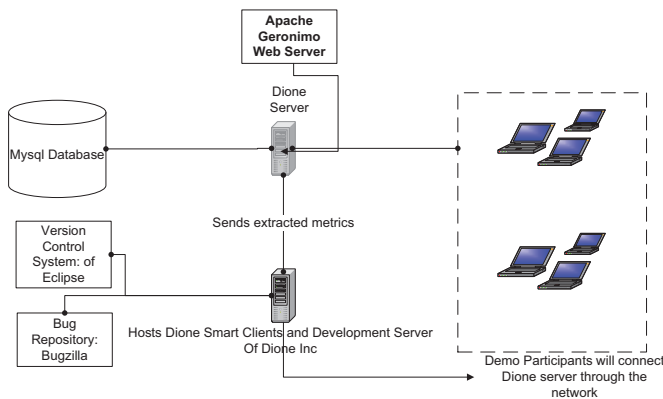 Apache
Geronimo
Web Server
Dione
Server
Mysql Database
Sends extracted metrics
Version
Control
System: of
Eclipse
Bug
Repository:
Bugzilla
Hosts Dione Smart Clients and Development Server
Of Dione Inc
Demo Participants will connect
Dione server through the
network